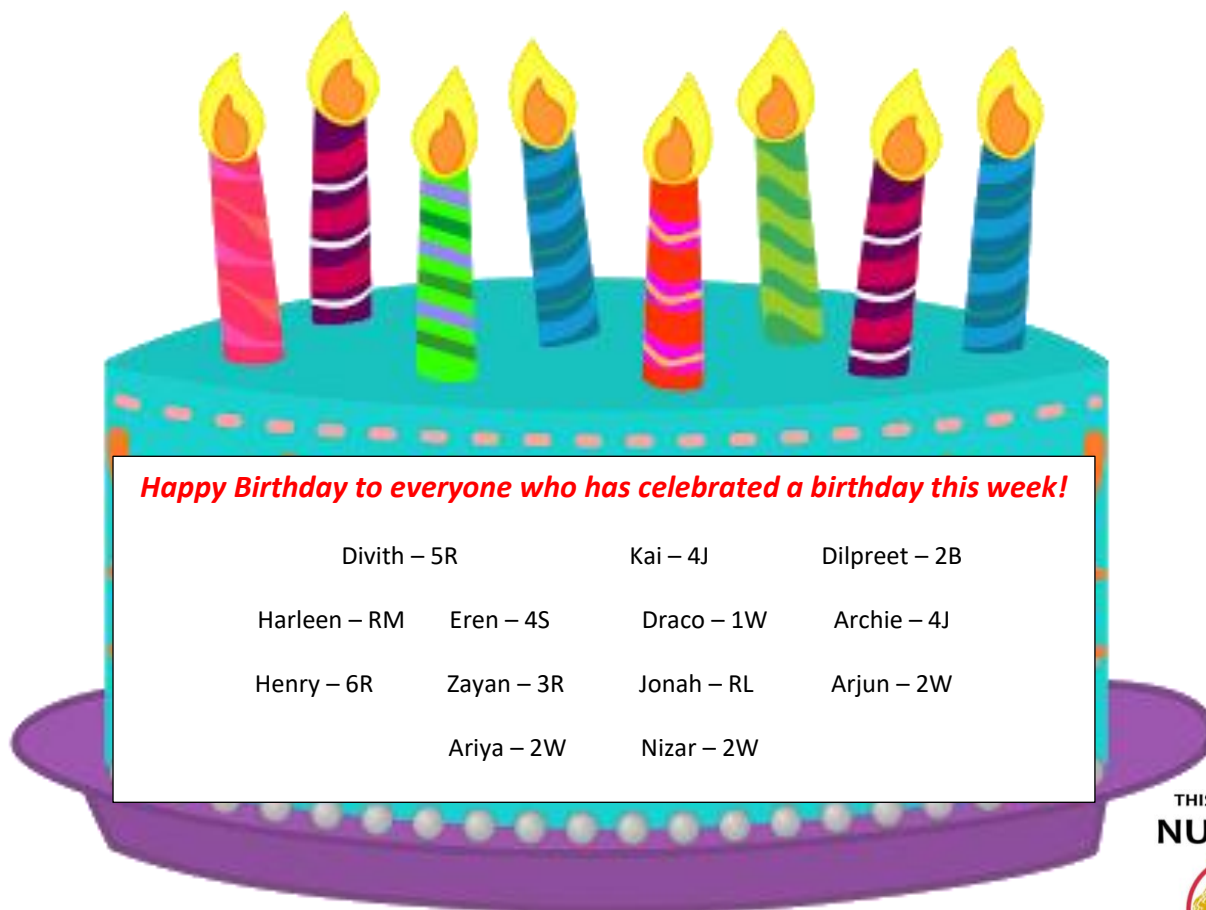 Happy Birthday to everyone who has celebrated a birthday this week!
Divith – 5R Kai – 4J Dilpreet – 2B
Harleen – RM Eren – 4S Draco – 1W Archie – 4J
Henry – 6R Zayan – 3R Jonah – RL Arjun – 2W
Ariya – 2W Nizar – 2W